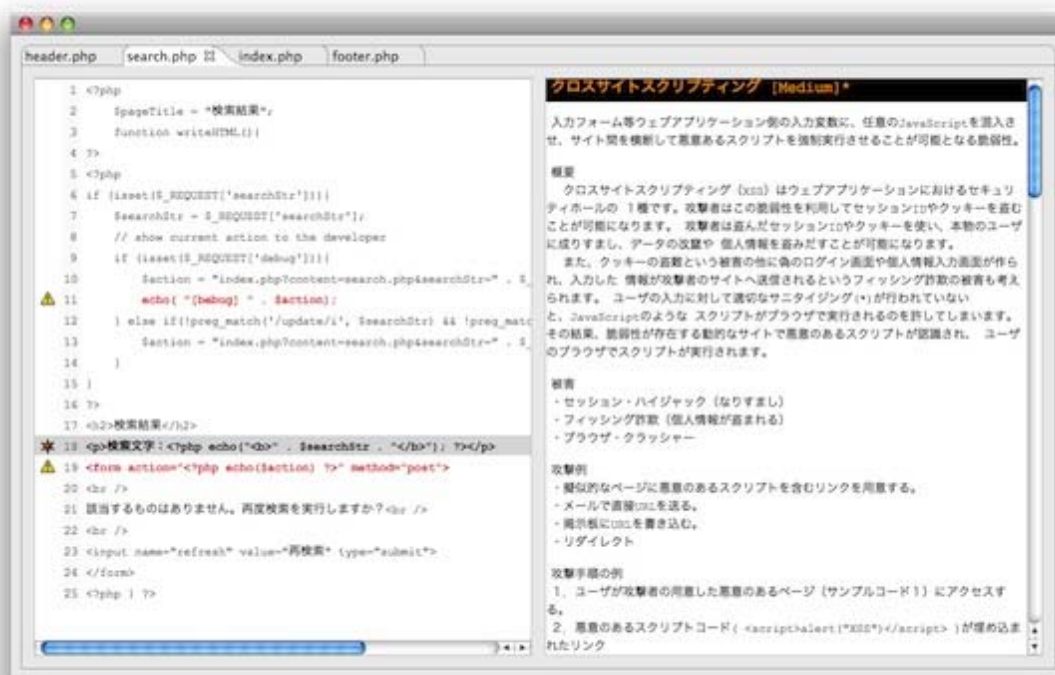 header.php
search.php
index.php
footer.php
1 <?php
2 $pageTitle = "検索結果";
3 function writeHTML(){
4 ?>
5 <?php
6 if (isset($_REQUEST['searchStr'])){
7 $searchStr = $_REQUEST["searchStr"];
8 // show current action to the developer
9 if (isset($_REQUEST['debug'])){
10 $action = "index.php?content=search.php&searchStr=" . $_
11 echo( "[Debug] " . $action);
12 } else if(!preg_match('/update/i', $searchStr) && !preg_matc
13 $action = "index.php?content=search.php&searchStr=" . $_
14 }
15 }
16 ?>
17 <h2>検索結果</h2>
18 <p>検索文字：<?php echo("<b>" . $searchStr . "</b>"); ?></p>
19 <form action="<?php echo($action) ?>" method="post">
20 <br />
21 該当するものはありません。再度検索を実行しますか？<br />
22 <br />
23 <input name="refresh" value="再検索" type="submit">
24 </form>
25 <?php } ?>
クロスサイトスクリプティング [Medium]*
入力フォーム等ウェブアプリケーション側の入力変数に、任意のJavaScriptを混入さ
せ、サイト間を横断して悪意あるスクリプトを強制実行させることが可能となる脆弱性。
概要
クロスサイトスクリプティング（XSS）はウェブアプリケーションにおけるセキュリ
ティホールの １種です。攻撃者はこの脆弱性を利用してセッションIDやクッキーを盗む
ことが可能になります。 攻撃者は盗んだセッションIDやクッキーを使い、本物のユーザ
に成りすまし、データの改竄や 個人情報を盗みだすことが可能になります。
また、クッキーの盗難という被害の他に偽のログイン画面や個人情報入力画面が作ら
れ、入力した 情報が攻撃者のサイトへ送信されるというフィッシング詐欺の被害も考え
られます。 ユーザの入力に対して適切なサニタイジング(*)が行われていない
と、JavaScriptのような スクリプトがブラウザで実行されるのを許してしまいます。
その結果、脆弱性が存在する動的なサイトで悪意のあるスクリプトが認識され、 ユーザ
のブラウザでスクリプトが実行されます。
被害
・セッション・ハイジャック（なりすまし）
・フィッシング詐欺（個人情報が盗まれる）
・ブラウザ・クラッシャー
攻撃例
・擬似的なページに悪意のあるスクリプトを含むリンクを用意する。
・メールで直接URLを送る。
・掲示板にURLを書き込む。
・リダイレクト
攻撃手順の例
１．ユーザが攻撃者の用意した悪意のあるページ（サンプルコード１）にアクセスす
る。
２．悪意のあるスクリプトコード( <script>alert("XSS")</script> )が埋め込ま
れたリンク